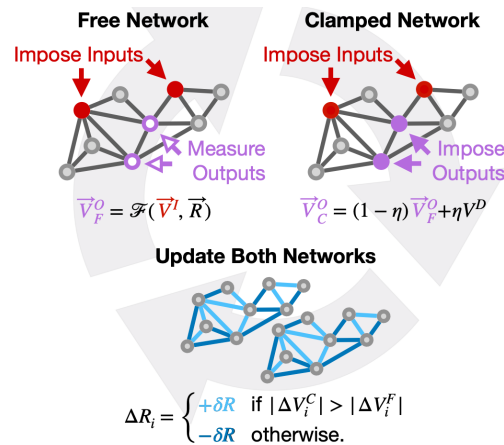 Free Network
Clamped Network
Impose Inputs
Impose Inputs
Measure
Outputs
Impose
Outputs
V⃗_F^O = ℱ(V⃗^I, R⃗)
V⃗_C^O = (1 − η) V⃗_F^O + ηV^D
Update Both Networks
ΔR_i = { +δR if |ΔV_i^C| > |ΔV_i^F|
−δR otherwise.